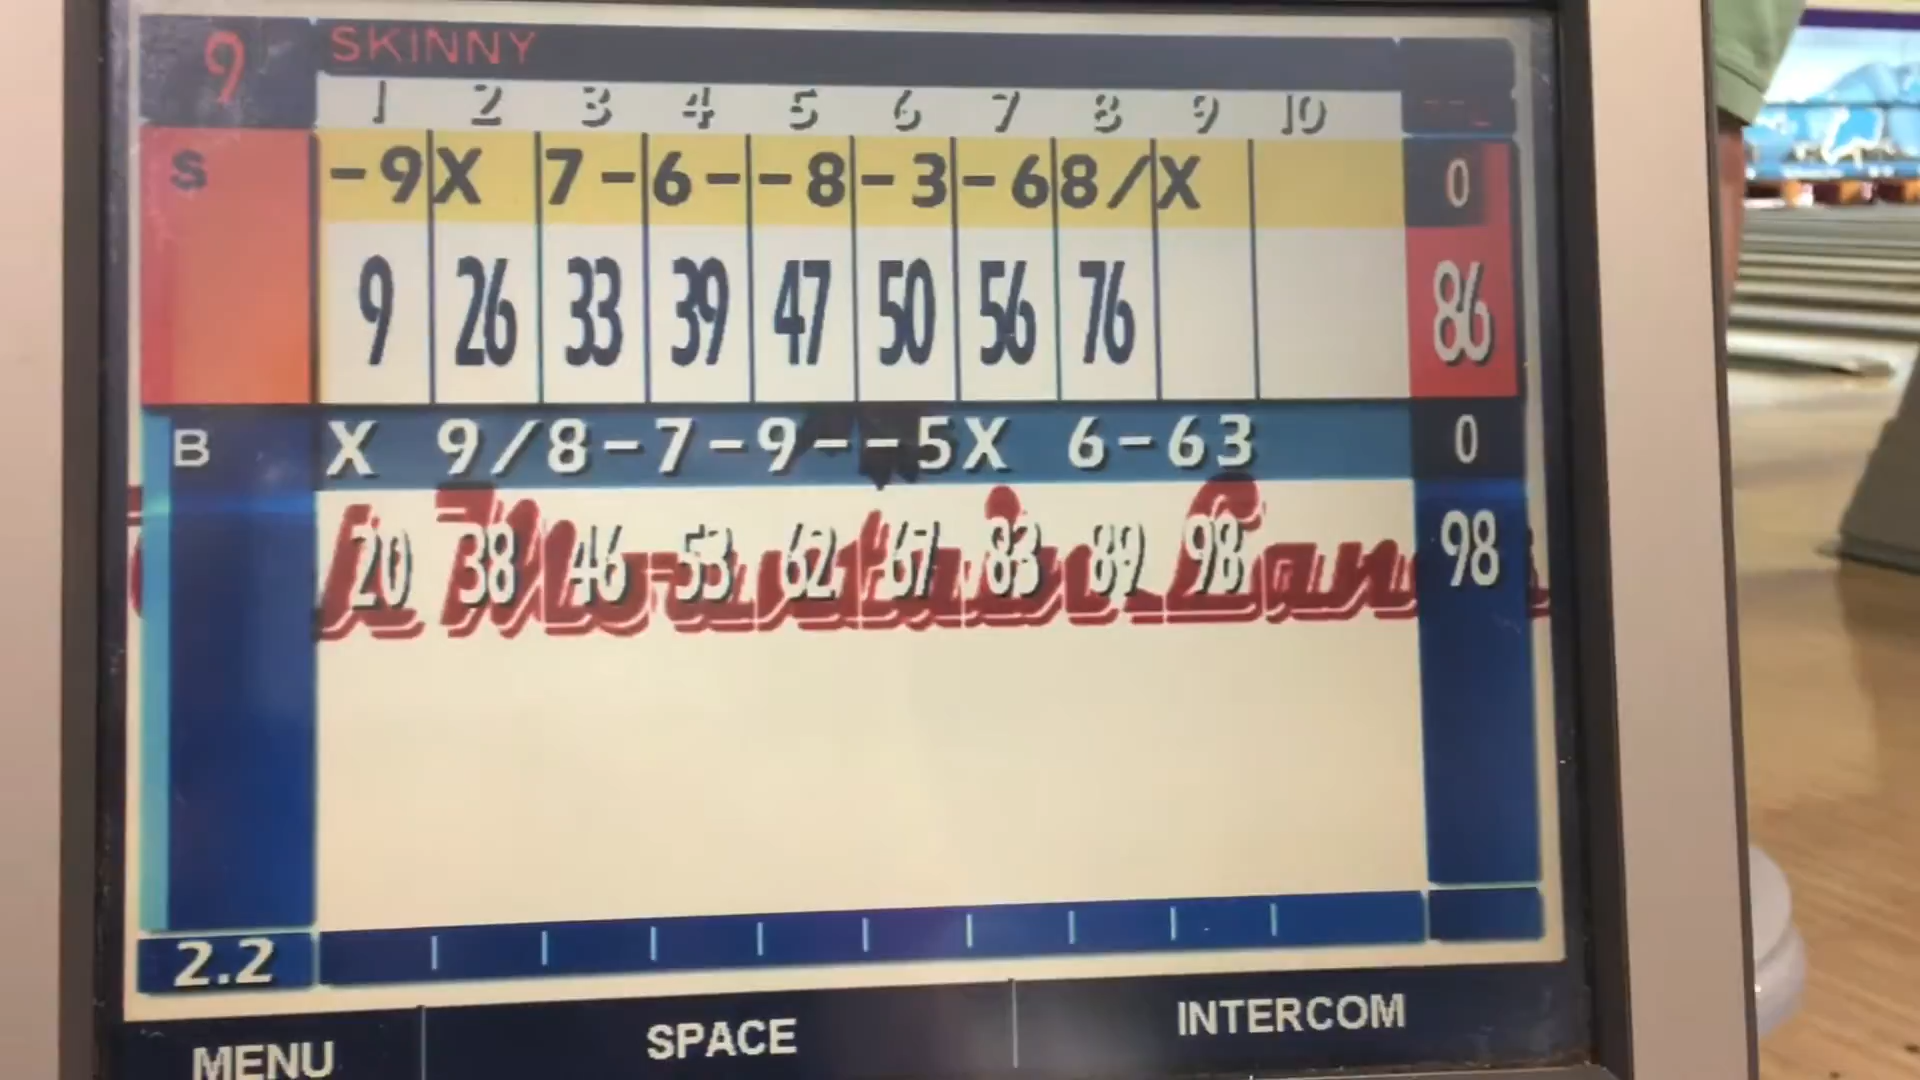 9 SKINNY
1 2 3 4 5 6 7 8 9 10
S -9 X 7- 6- -8 -3 -6 8/ X 0
9 26 33 39 47 50 56 76 86
B X 9/ 8- 7- 9- -5 X 6- 63 0
20 38 46 53 62 67 83 89 98 98
Mountain Lanes
2.2
MENU SPACE INTERCOM